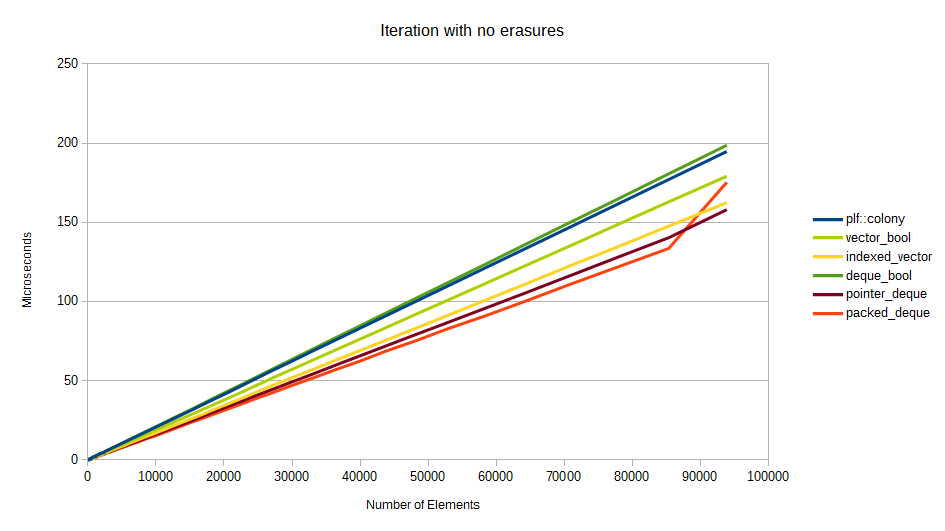 Iteration with no erasures
250
200
150
100
50
0
Microseconds
0 10000 20000 30000 40000 50000 60000 70000 80000 90000 100000
Number of Elements
plf::colony
vector_bool
indexed_vector
deque_bool
pointer_deque
packed_deque